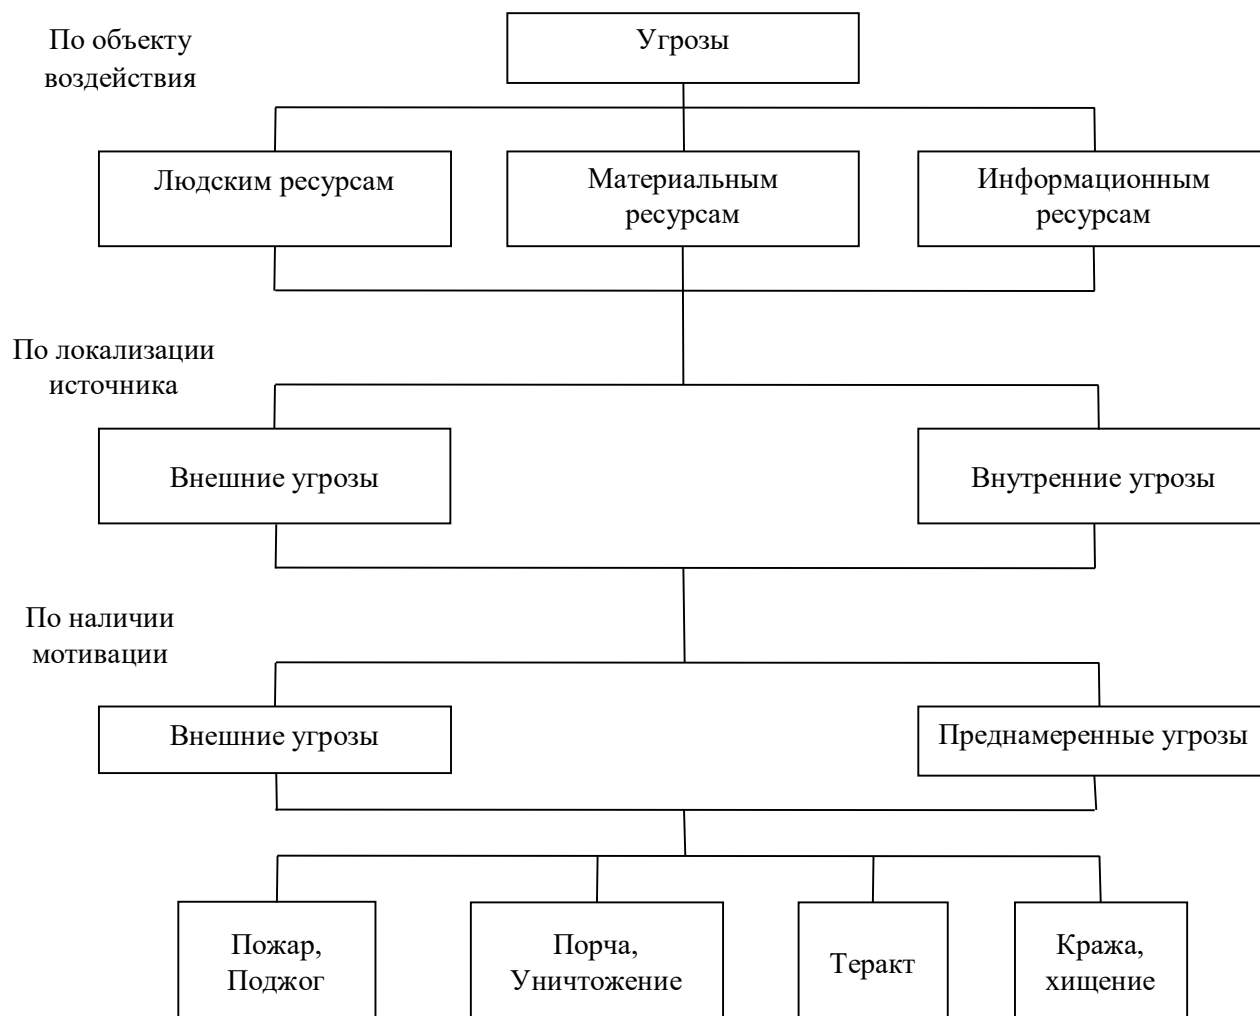 По объекту
воздействия
Угрозы
Людским ресурсам
Материальным
ресурсам
Информационным
ресурсам
По локализации
источника
Внешние угрозы
Внутренние угрозы
По наличии
мотивации
Внешние угрозы
Преднамеренные угрозы
Пожар,
Поджог
Порча,
Уничтожение
Теракт
Кража,
хищение